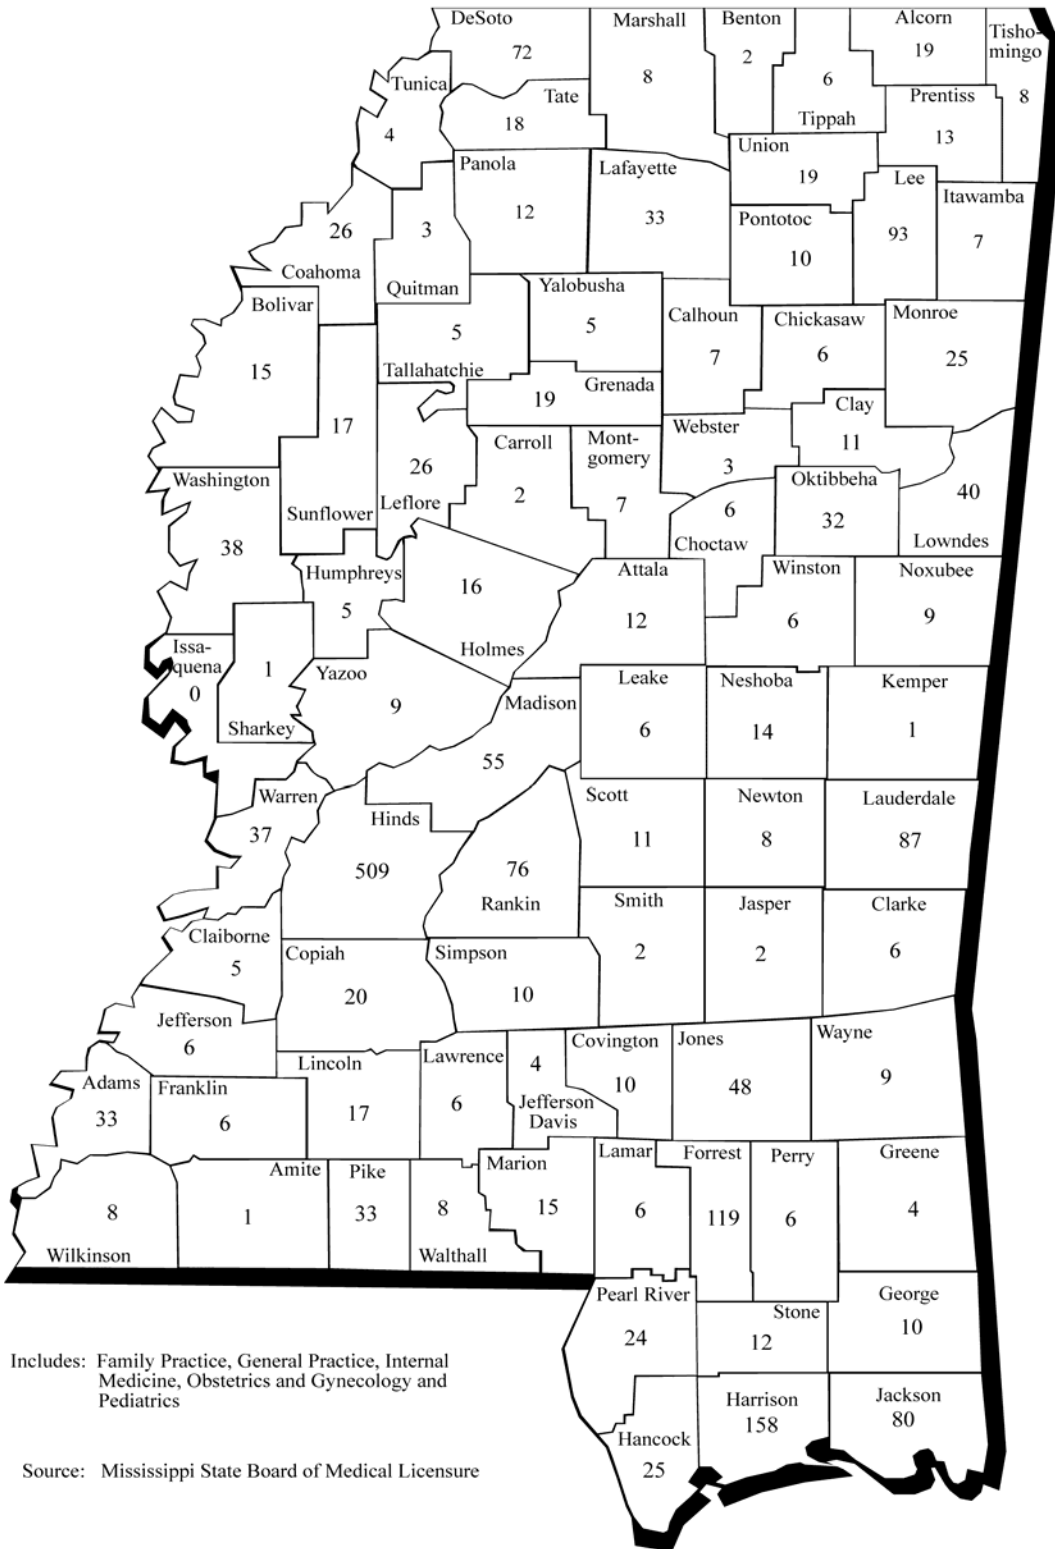 DeSoto
72
Marshall
8
Benton
2
6
Tippah
Alcorn
19
Tisho-
mingo
8
Tunica
4
Tate
18
Prentiss
13
Union
19
Panola
12
Lafayette
33
Lee
93
Itawamba
7
Pontotoc
10
26
Coahoma
3
Quitman
Bolivar
15
5
Tallahatchie
Yalobusha
5
Calhoun
7
Chickasaw
6
Monroe
25
17
Sunflower
Grenada
19
Clay
11
26
Leflore
Carroll
2
Mont-
gomery
7
Webster
3
Washington
38
6
Choctaw
Oktibbeha
32
40
Lowndes
Humphreys
5
16
Holmes
Attala
12
Winston
6
Noxubee
9
Issa-
quena
0
1
Sharkey
Yazoo
9
Madison
55
Leake
6
Neshoba
14
Kemper
1
Warren
37
Hinds
509
76
Rankin
Scott
11
Newton
8
Lauderdale
87
Claiborne
5
Copiah
20
Simpson
10
Smith
2
Jasper
2
Clarke
6
Jefferson
6
Lincoln
17
Lawrence
6
4
Jefferson
Davis
Covington
10
Jones
48
Wayne
9
Adams
33
Franklin
6
8
Wilkinson
Amite
1
Pike
33
8
Walthall
Marion
15
Lamar
6
Forrest
119
Perry
6
Greene
4
Pearl River
24
Stone
12
George
10
Hancock
25
Harrison
158
Jackson
80
Includes: Family Practice, General Practice, Internal
Medicine, Obstetrics and Gynecology and
Pediatrics
Source: Mississippi State Board of Medical Licensure